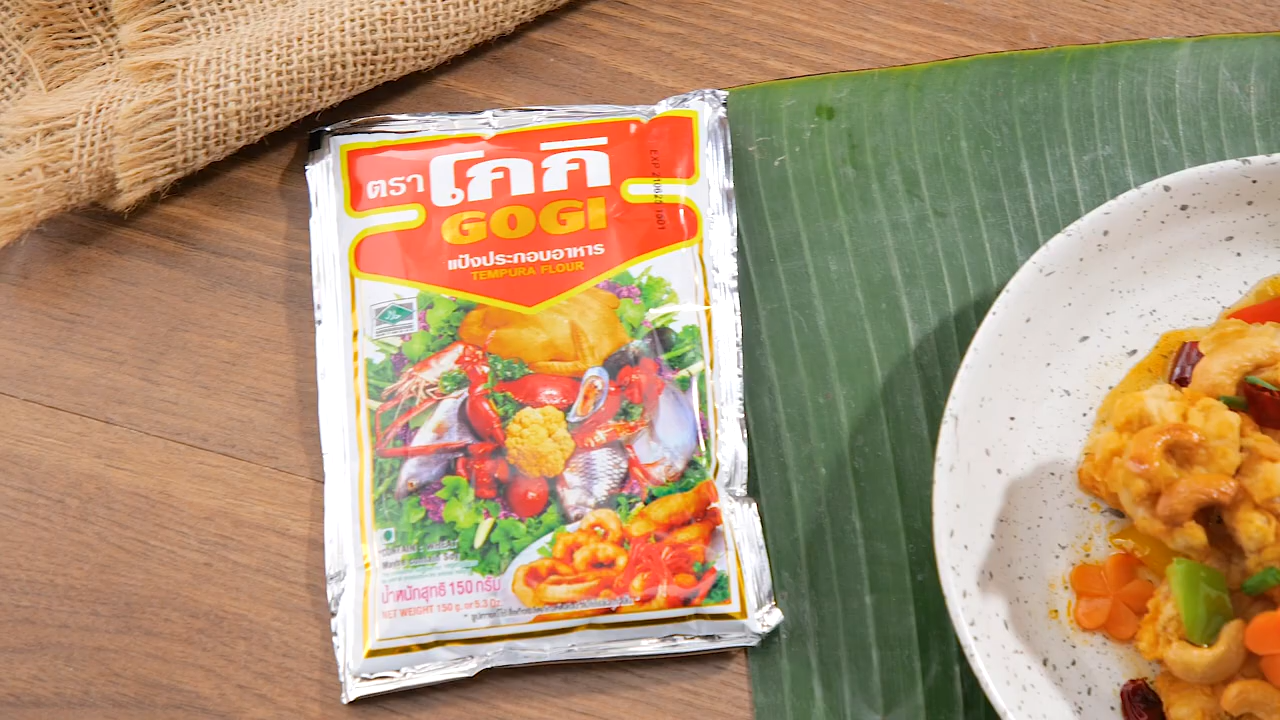 ตรา โกกิ
GOGI
แป้งประกอบอาหาร
TEMPURA FLOUR
CONTAINS WHEAT
น้ำหนักสุทธิ 150 กรัม
NET WEIGHT 150 g. or 5.3 Oz.